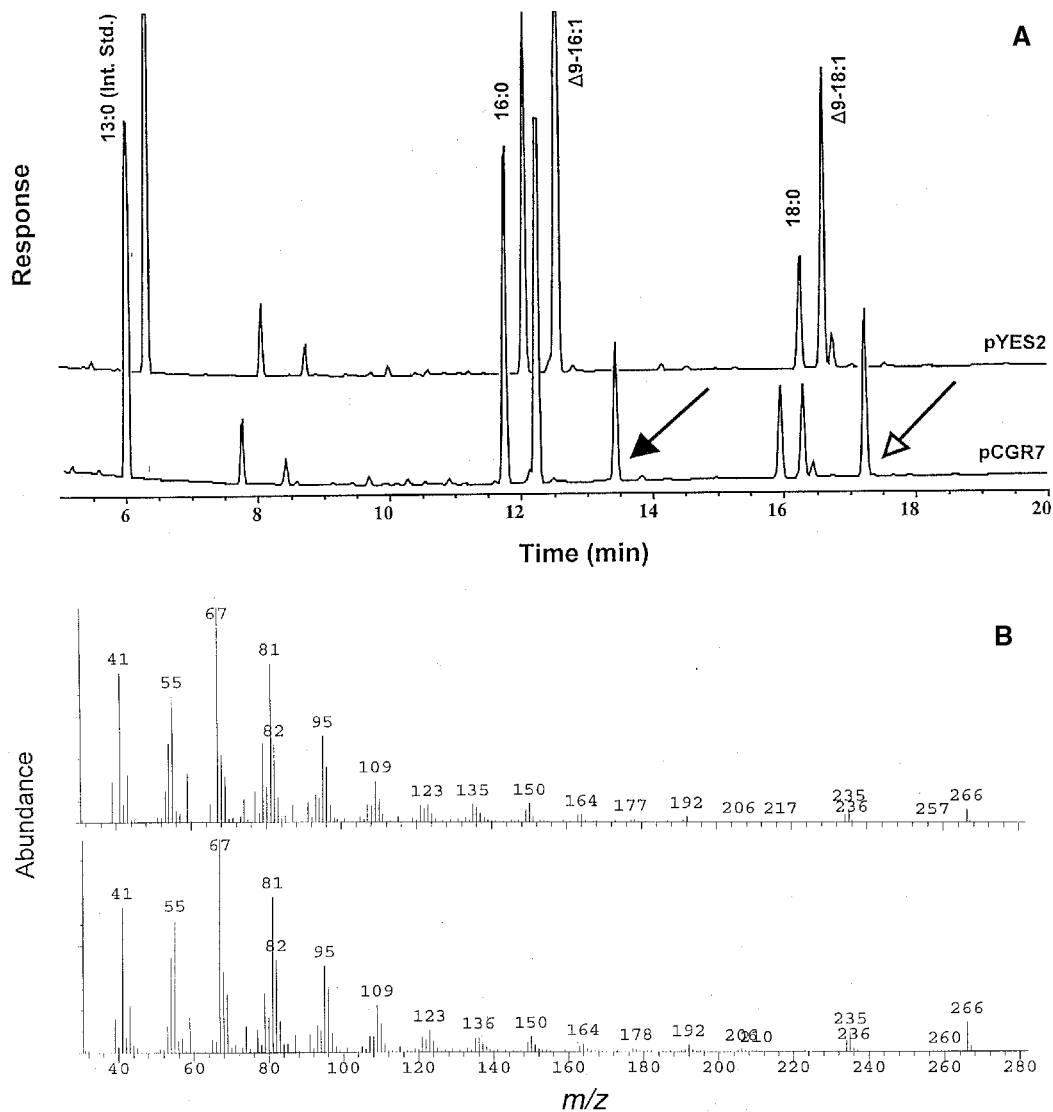 A
13:0 (Int. Std.)
16:0
Δ9-16:1
18:0
Δ9-18:1
Response
pYES2
pCGR7
6 8 10 12 14 16 18 20
Time (min)
B
Abundance
41 55 67 81 82 95 109 123 135 150 164 177 192 206 217 235 236 257 266
41 55 67 81 82 95 109 123 136 150 164 178 192 206 210 235 236 260 266
40 60 80 100 120 140 160 180 200 220 240 260 280
m/z